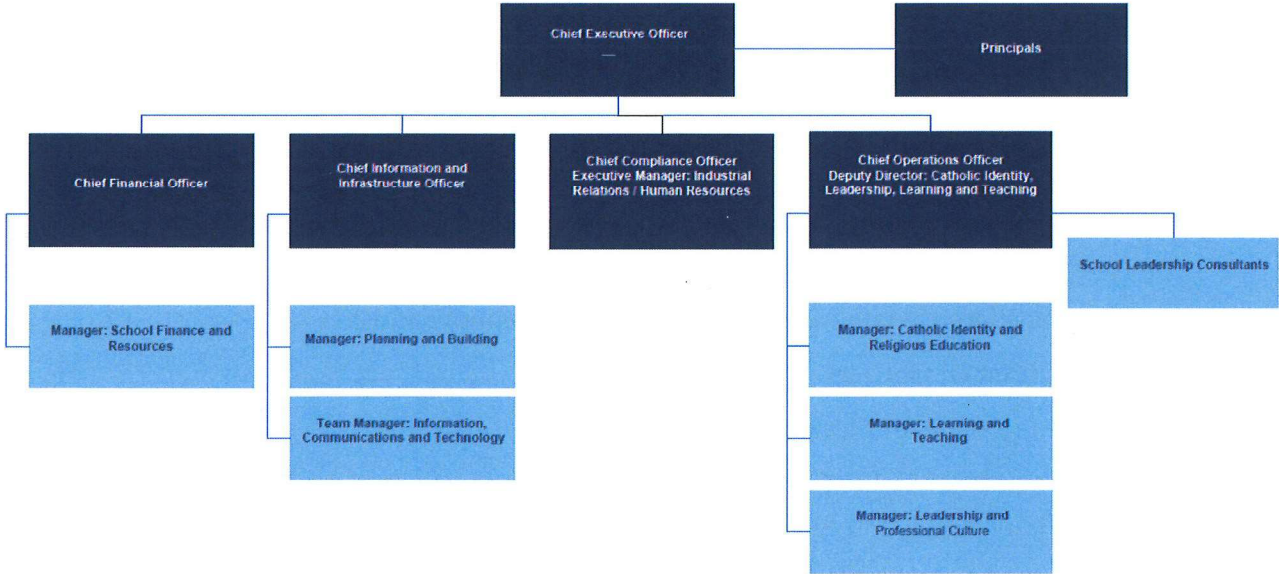 Chief Executive Officer
Principals
Chief Financial Officer
Chief Information and
Infrastructure Officer
Chief Compliance Officer
Executive Manager: Industrial
Relations / Human Resources
Chief Operations Officer
Deputy Director: Catholic Identity,
Leadership, Learning and Teaching
School Leadership Consultants
Manager: School Finance and
Resources
Manager: Planning and Building
Team Manager: Information,
Communications and Technology
Manager: Catholic Identity and
Religious Education
Manager: Learning and
Teaching
Manager: Leadership and
Professional Culture